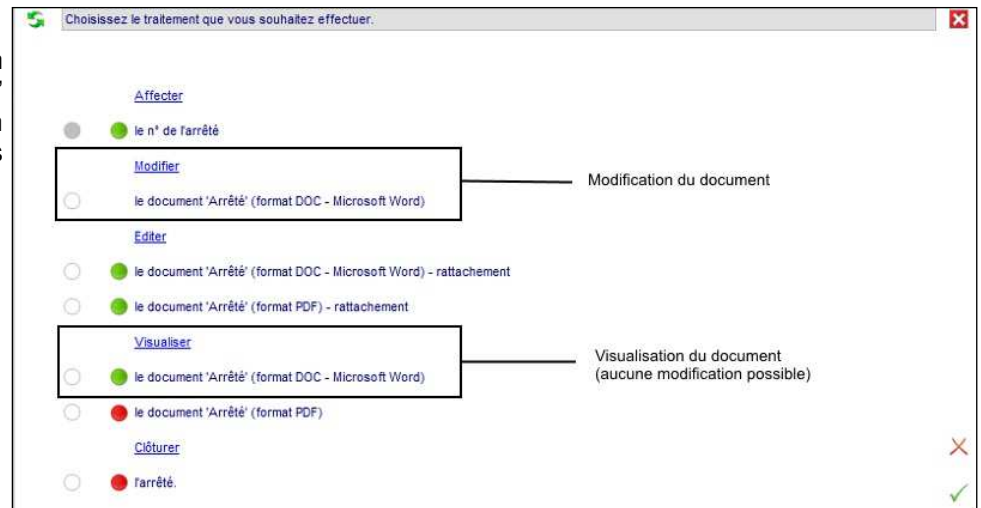 Choisissez le traitement que vous souhaitez effectuer.
Affecter
le n° de l'arrêté
Modifier
le document 'Arrêté' (format DOC - Microsoft Word)
Modification du document
Editer
le document 'Arrêté' (format DOC - Microsoft Word) - rattachement
le document 'Arrêté' (format PDF) - rattachement
Visualiser
le document 'Arrêté' (format DOC - Microsoft Word)
Visualisation du document
(aucune modification possible)
le document 'Arrêté' (format PDF)
Clôturer
l'arrêté.